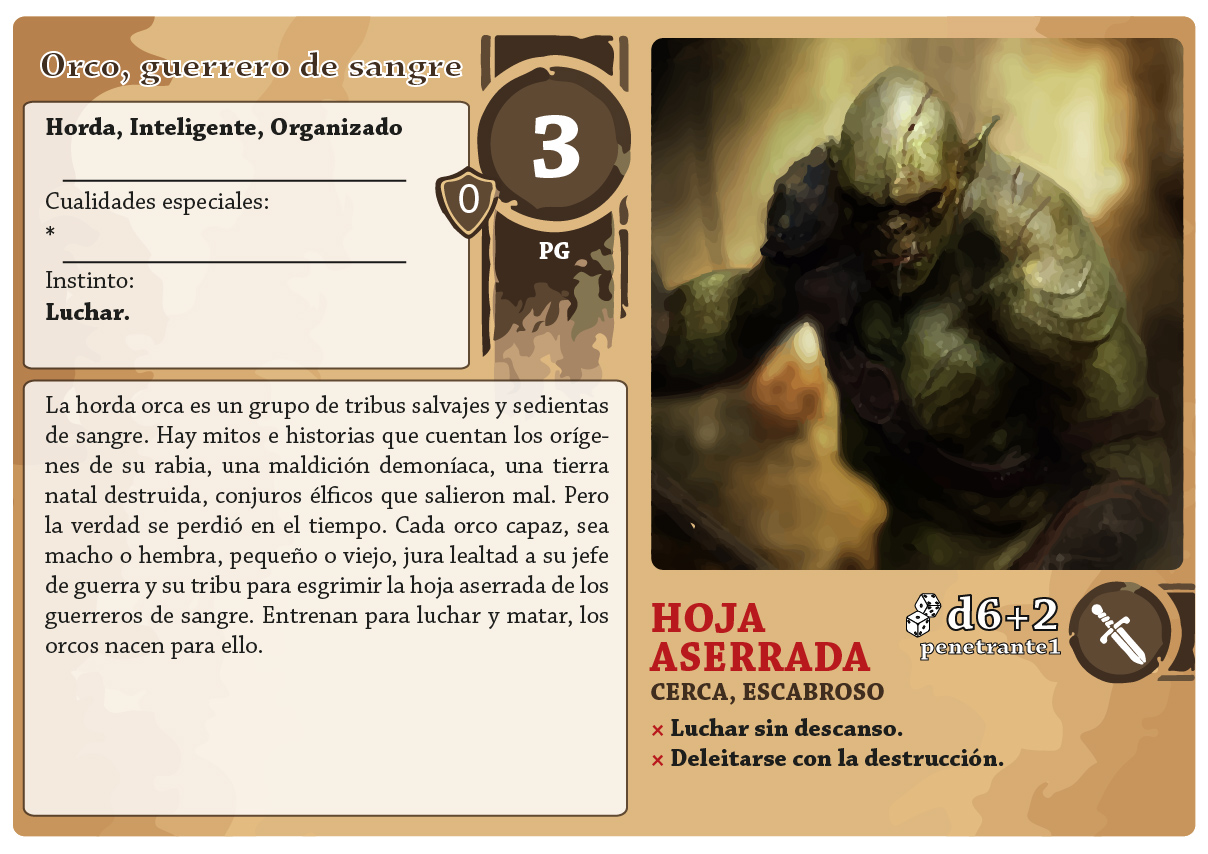 Orco, guerrero de sangre
Horda, Inteligente, Organizado
Cualidades especiales:
*
Instinto:
Luchar.
3
0
PG
La horda orca es un grupo de tribus salvajes y sedientas
de sangre. Hay mitos e historias que cuentan los oríge-
nes de su rabia, una maldición demoníaca, una tierra
natal destruida, conjuros élficos que salieron mal. Pero
la verdad se perdió en el tiempo. Cada orco capaz, sea
macho o hembra, pequeño o viejo, jura lealtad a su jefe
de guerra y su tribu para esgrimir la hoja aserrada de los
guerreros de sangre. Entrenan para luchar y matar, los
orcos nacen para ello.
HOJA
ASERRADA
d6+2
penetrante1
CERCA, ESCABROSO
× Luchar sin descanso.
× Deleitarse con la destrucción.